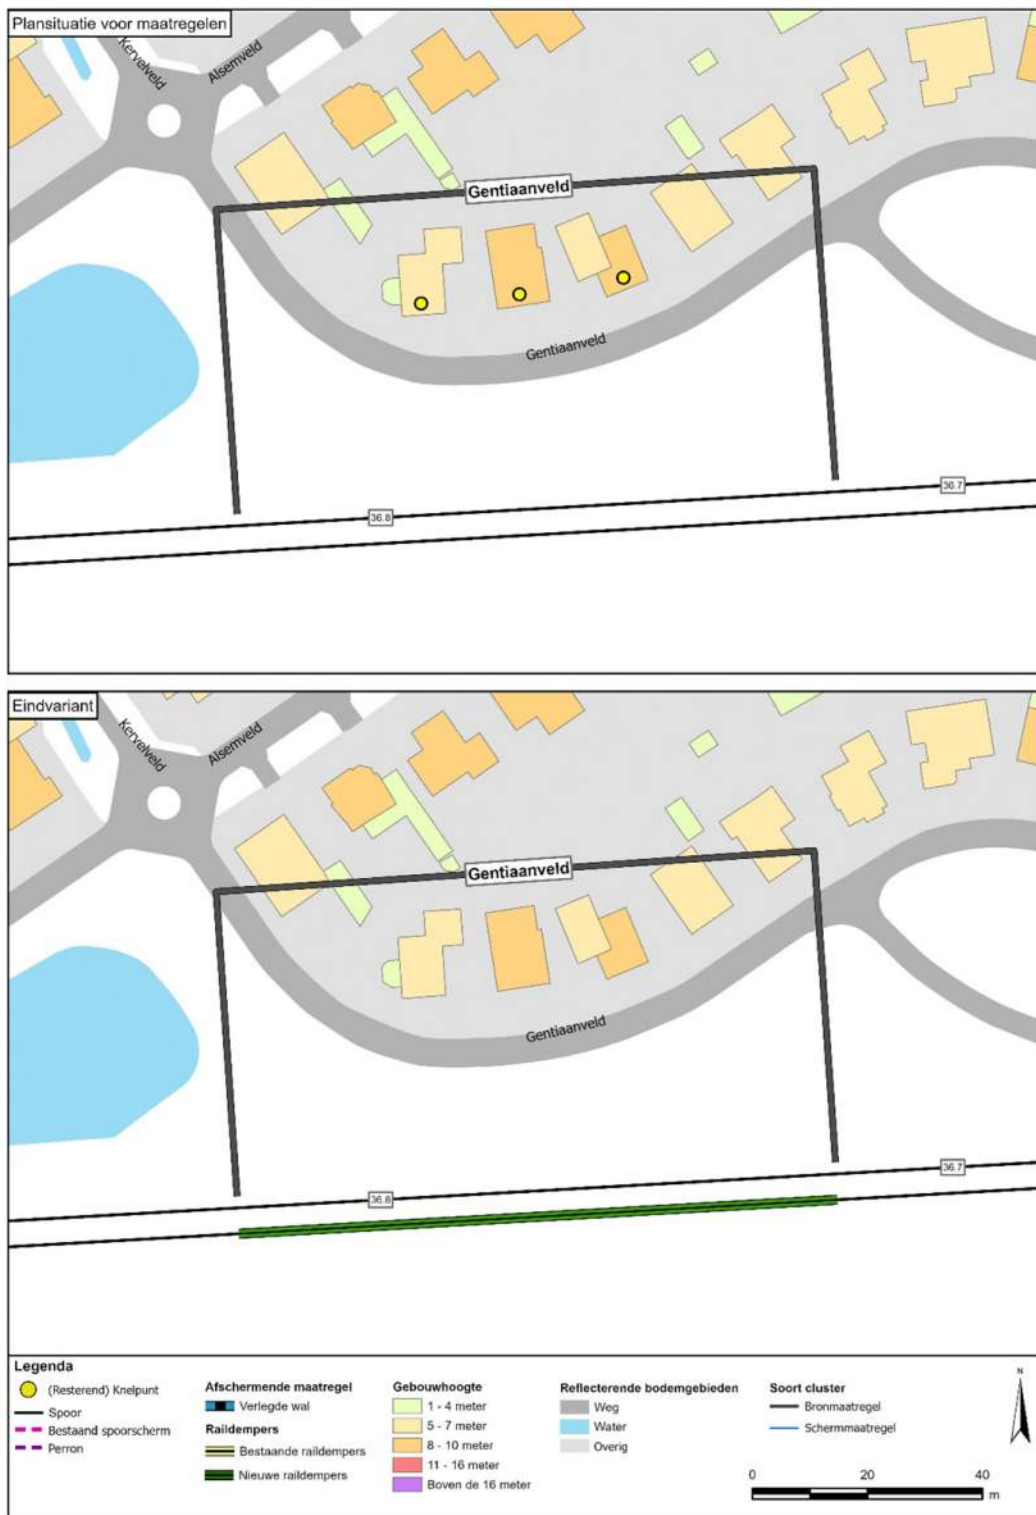 Plansituatie voor maatregelen
Kervelveld
Alsemveld
Gentiaanveld
Gentiaanveld
36.7
36.8
Eindvariant
Kervelveld
Alsemveld
Gentiaanveld
Gentiaanveld
36.7
36.8
Legenda
(Resterend) Knelpunt
Spoor
Bestaand spoorscherm
Perron
Afschermende maatregel
Verlegde wal
Raildempers
Bestaande raildempers
Nieuwe raildempers
Gebouwhoogte
1 - 4 meter
5 - 7 meter
8 - 10 meter
11 - 16 meter
Boven de 16 meter
Reflecterende bodemgebieden
Weg
Water
Overig
Soort cluster
Bronmaatregel
Schermmaatregel
N
0 20 40
m